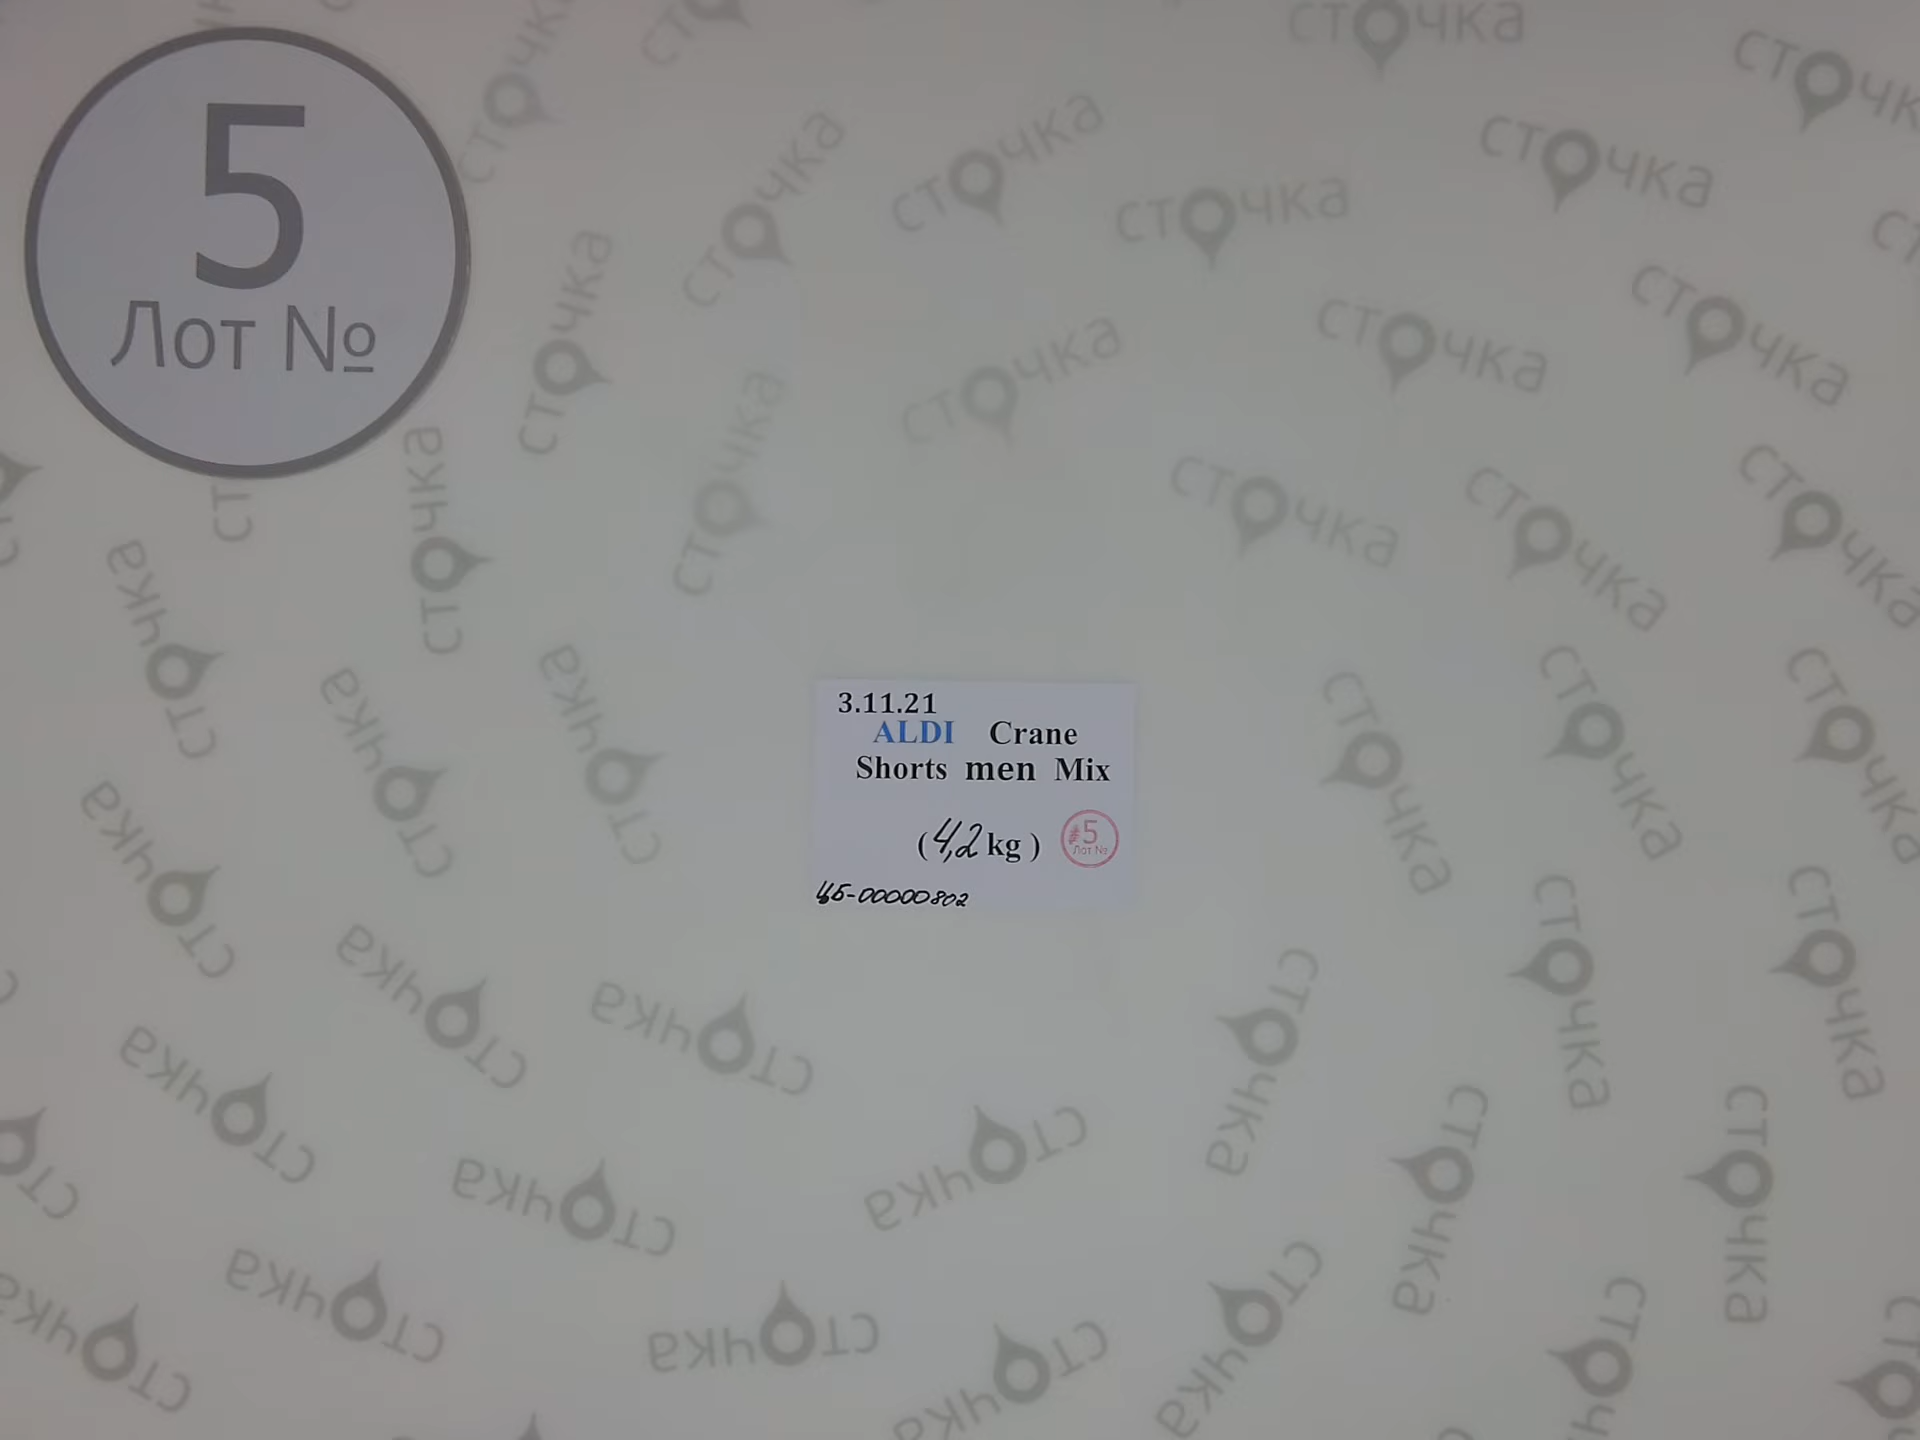 5
Лот №
3.11.21
ALDI Crane
Shorts men Mix
(4,2 kg)
#5
Лот №
ЦБ-00000802
сточка